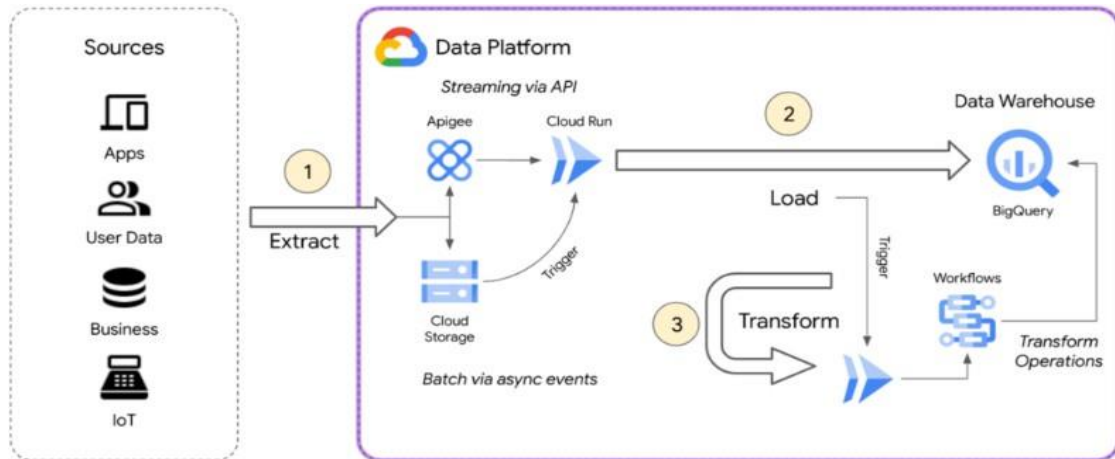 Sources
Apps
User Data
Business
IoT
1
Extract
Data Platform
Streaming via API
Apigee
Cloud Run
Trigger
Cloud
Storage
Batch via async events
2
Load
Data Warehouse
BigQuery
Trigger
3
Transform
Workflows
Transform
Operations